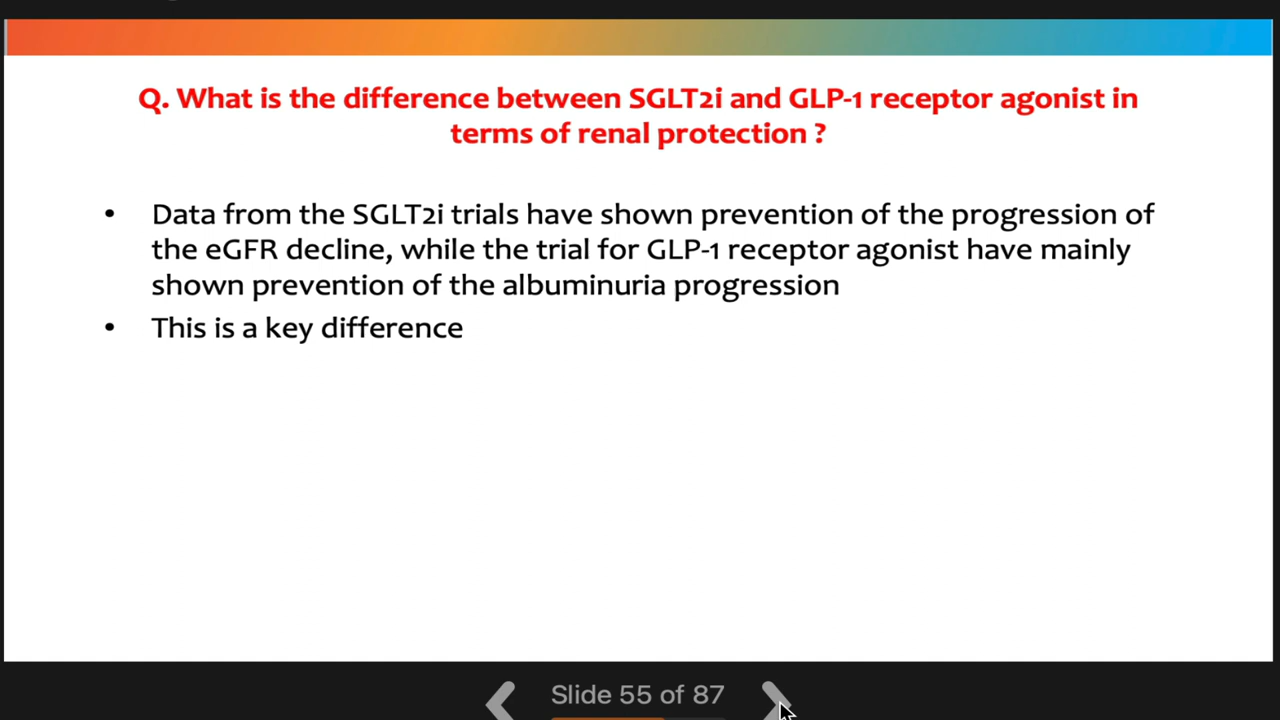 Q. What is the difference between SGLT2i and GLP-1 receptor agonist in
terms of renal protection ?
• Data from the SGLT2i trials have shown prevention of the progression of
the eGFR decline, while the trial for GLP-1 receptor agonist have mainly
shown prevention of the albuminuria progression
• This is a key difference
Slide 55 of 87